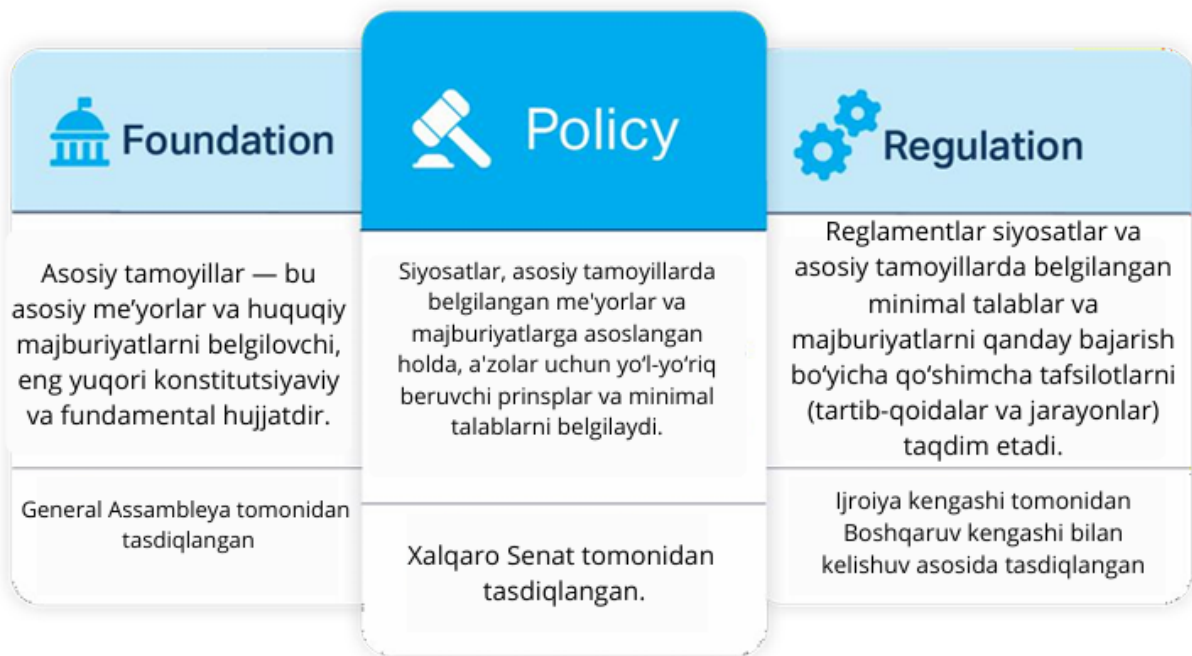 Foundation
Asosiy tamoyillar — bu
asosiy me’yorlar va huquqiy
majburiyatlarni belgilovchi,
eng yuqori konstitutsiyaviy
va fundamental hujjatdir.
General Assambleya tomonidan
tasdiqlangan
Policy
Siyosatlar, asosiy tamoyillarda
belgilangan me'yorlar va
majburiyatlarga asoslangan
holda, a'zolar uchun yo‘l-yo‘riq
beruvchi prinsplar va minimal
talablarni belgilaydi.
Xalqaro Senat tomonidan
tasdiqlangan.
Regulation
Reglamentlar siyosatlar va
asosiy tamoyillarda belgilangan
minimal talablar va
majburiyatlarni qanday bajarish
bo‘yicha qo‘shimcha tafsilotlarni
(tartib-qoidalar va jarayonlar)
taqdim etadi.
Ijroiya kengashi tomonidan
Boshqaruv kengashi bilan
kelishuv asosida tasdiqlangan